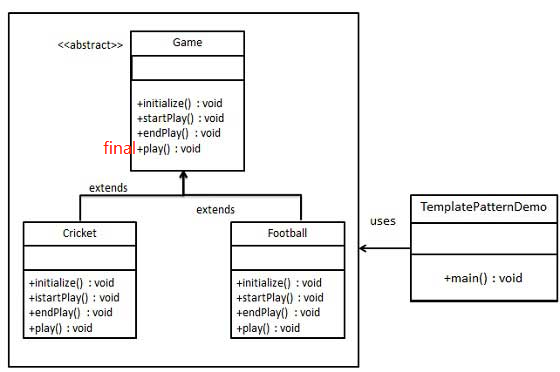 <<abstract>>
Game
+initialize() : void
+startPlay() : void
+endPlay() : void
final +play() : void
extends
extends
Cricket
+initialize() : void
+istartPlay() : void
+endPlay() : void
+play() : void
Football
+initialize() : void
+startPlay() : void
+endPlay() : void
+play() : void
uses
TemplatePatternDemo
+main() : void